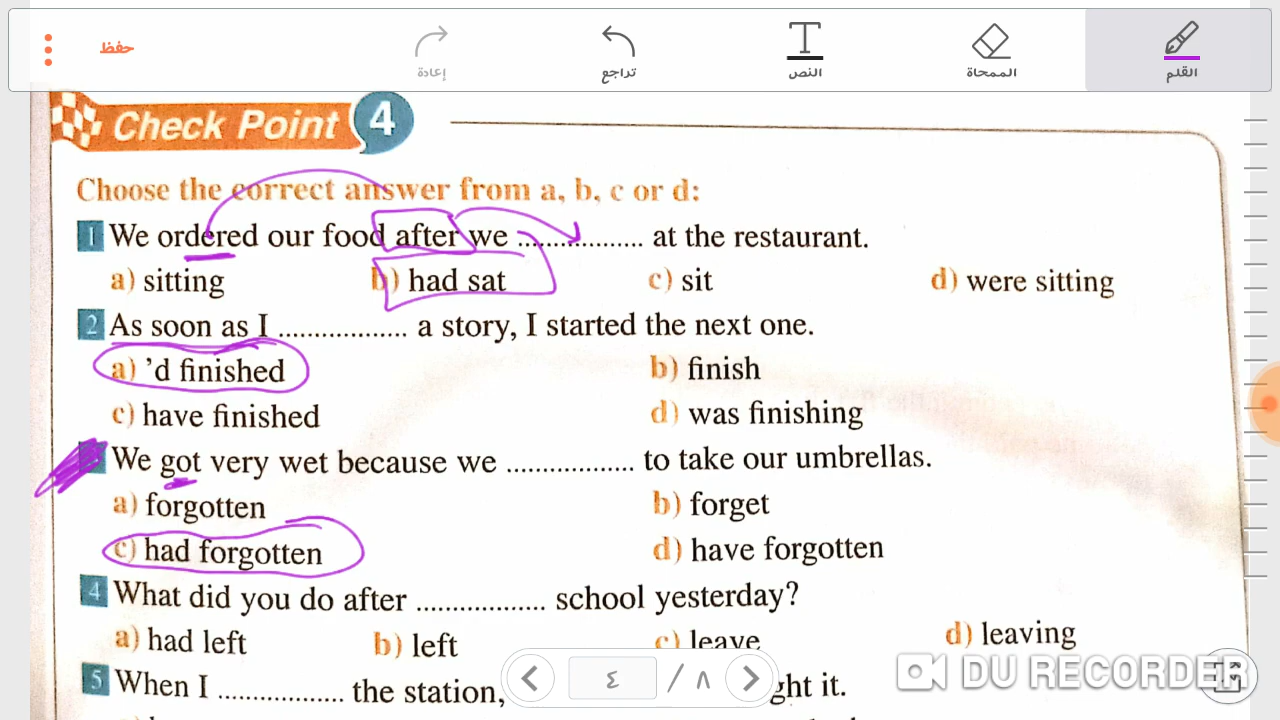 حفظ
إعادة
تراجع
النص
الممحاة
القلم
Check Point 4
Choose the correct answer from a, b, c or d:
1 We ordered our food after we .................. at the restaurant.
a) sitting b) had sat c) sit d) were sitting
2 As soon as I .................. a story, I started the next one.
a) ’d finished b) finish
c) have finished d) was finishing
We got very wet because we .................. to take our umbrellas.
a) forgotten b) forget
c) had forgotten d) have forgotten
4 What did you do after .................. school yesterday?
a) had left b) left c) leave d) leaving
5 When I .................. the station, ght it.
٤ / ٨
DU RECORDER